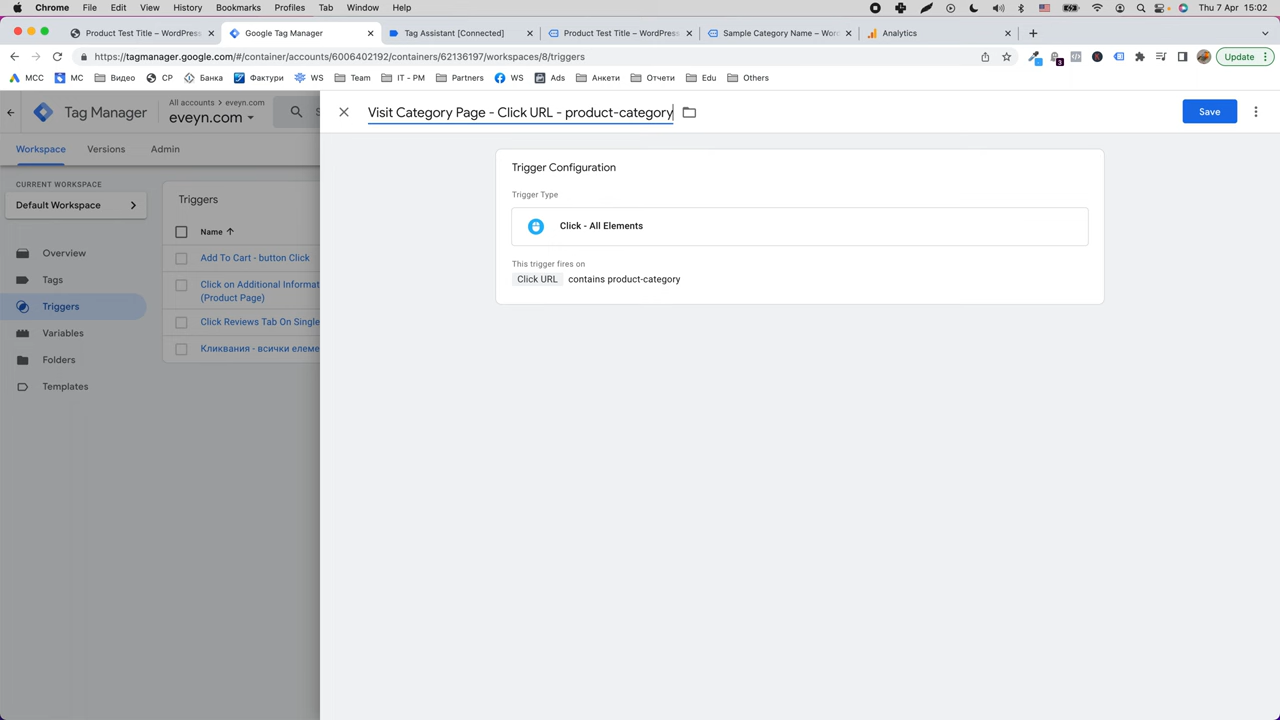 Chrome File Edit View History Bookmarks Profiles Tab Window Help Thu 7 Apr 15:02
Product Test Title – WordPress Google Tag Manager Tag Assistant [Connected] Product Test Title – WordPress Sample Category Name – Wor Analytics
https://tagmanager.google.com/#/container/accounts/6006402192/containers/62136197/workspaces/8/triggers 3 Update
MCC МС Видео CP Банка Фактури WS Team IT - PM Partners WS Ads Анкети Отчети Edu Others
Tag Manager
All accounts > eveyn.com
eveyn.com
S
Visit Category Page - Click URL - product-category
Save
Workspace Versions Admin
CURRENT WORKSPACE
Default Workspace
Overview
Tags
Triggers
Variables
Folders
Templates
Triggers
Name
Add To Cart - button Click
Click on Additional Informat
(Product Page)
Click Reviews Tab On Single
Кликвания - всички елеме
Trigger Configuration
Trigger Type
Click - All Elements
This trigger fires on
Click URL contains product-category